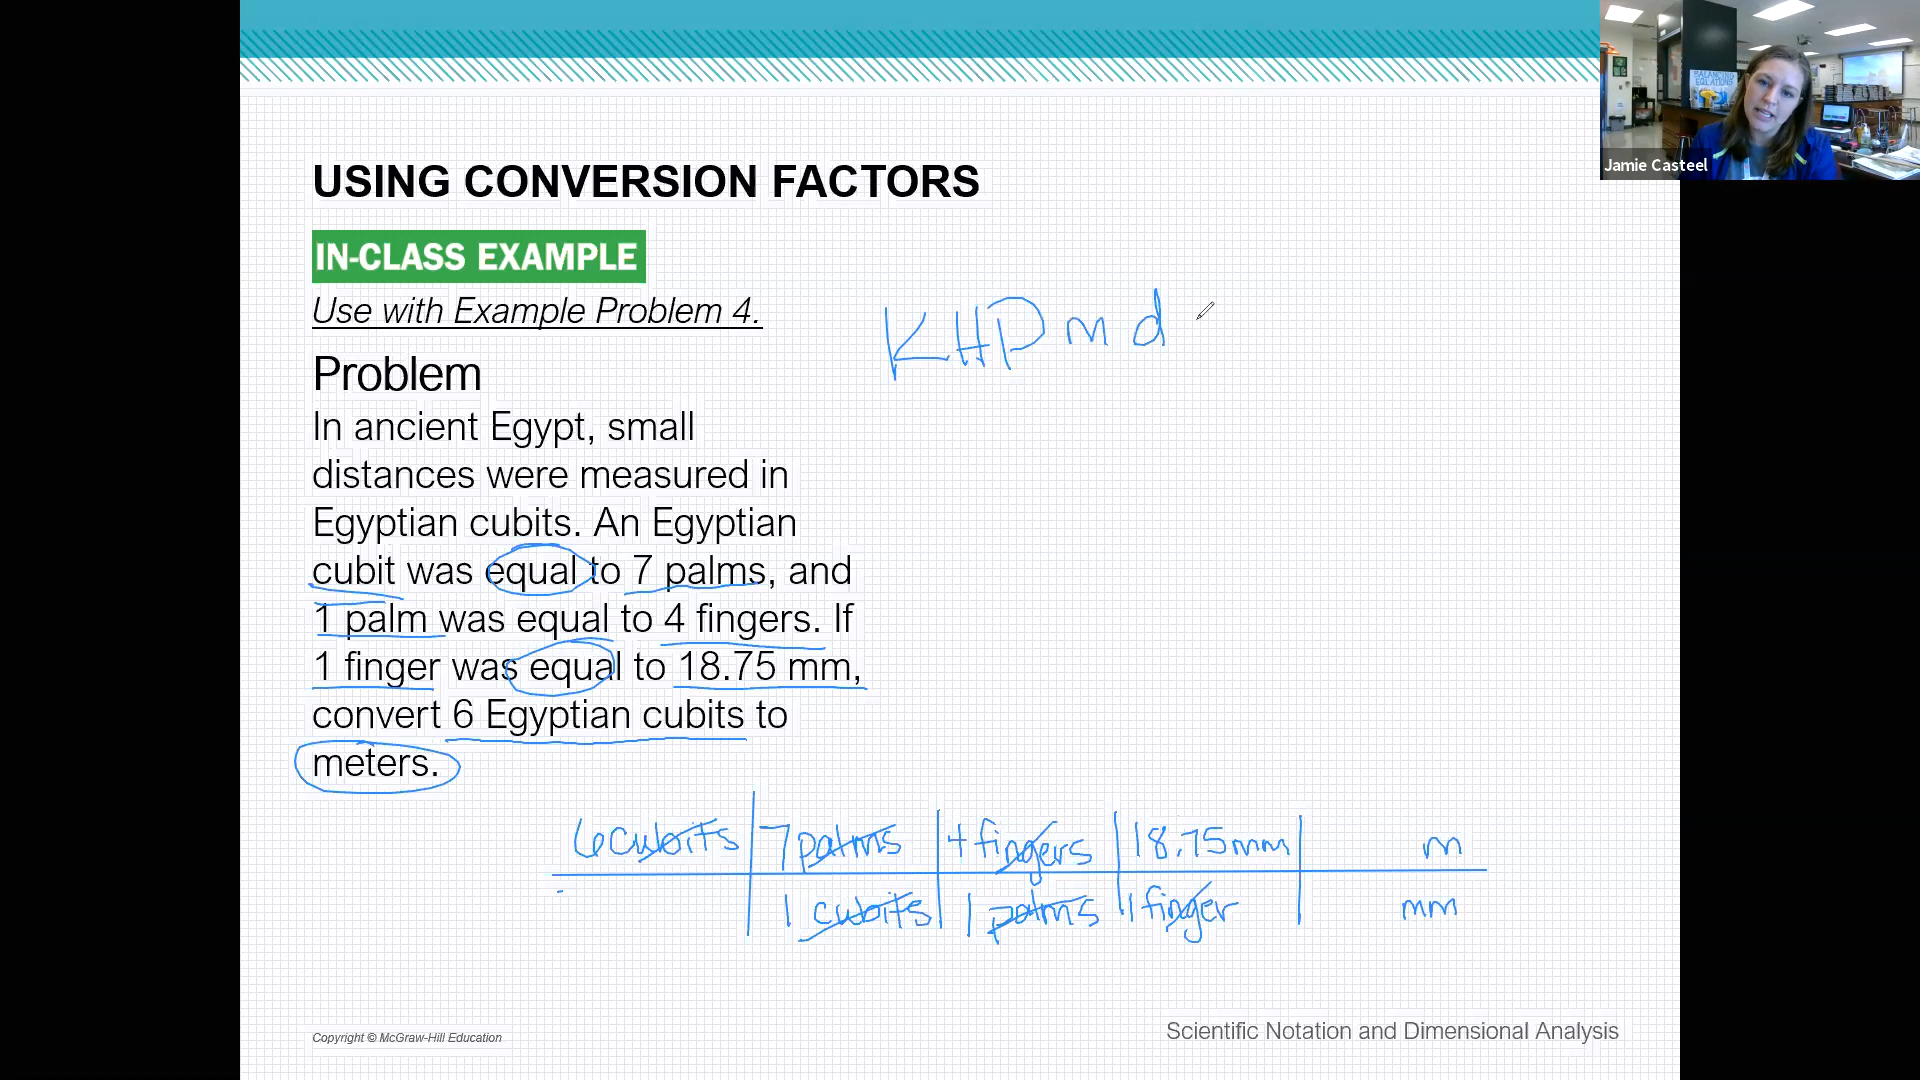 USING CONVERSION FACTORS
IN-CLASS EXAMPLE
Use with Example Problem 4.
Problem
In ancient Egypt, small
distances were measured in
Egyptian cubits. An Egyptian
cubit was equal to 7 palms, and
1 palm was equal to 4 fingers. If
1 finger was equal to 18.75 mm,
convert 6 Egyptian cubits to
meters.
K H D m d
6 cubits 7 palms 4 fingers 18.75 mm m
1 cubits 1 palms 1 finger mm
Copyright © McGraw-Hill Education
Scientific Notation and Dimensional Analysis
BALANCING
EQUATIONS
Jamie Casteel